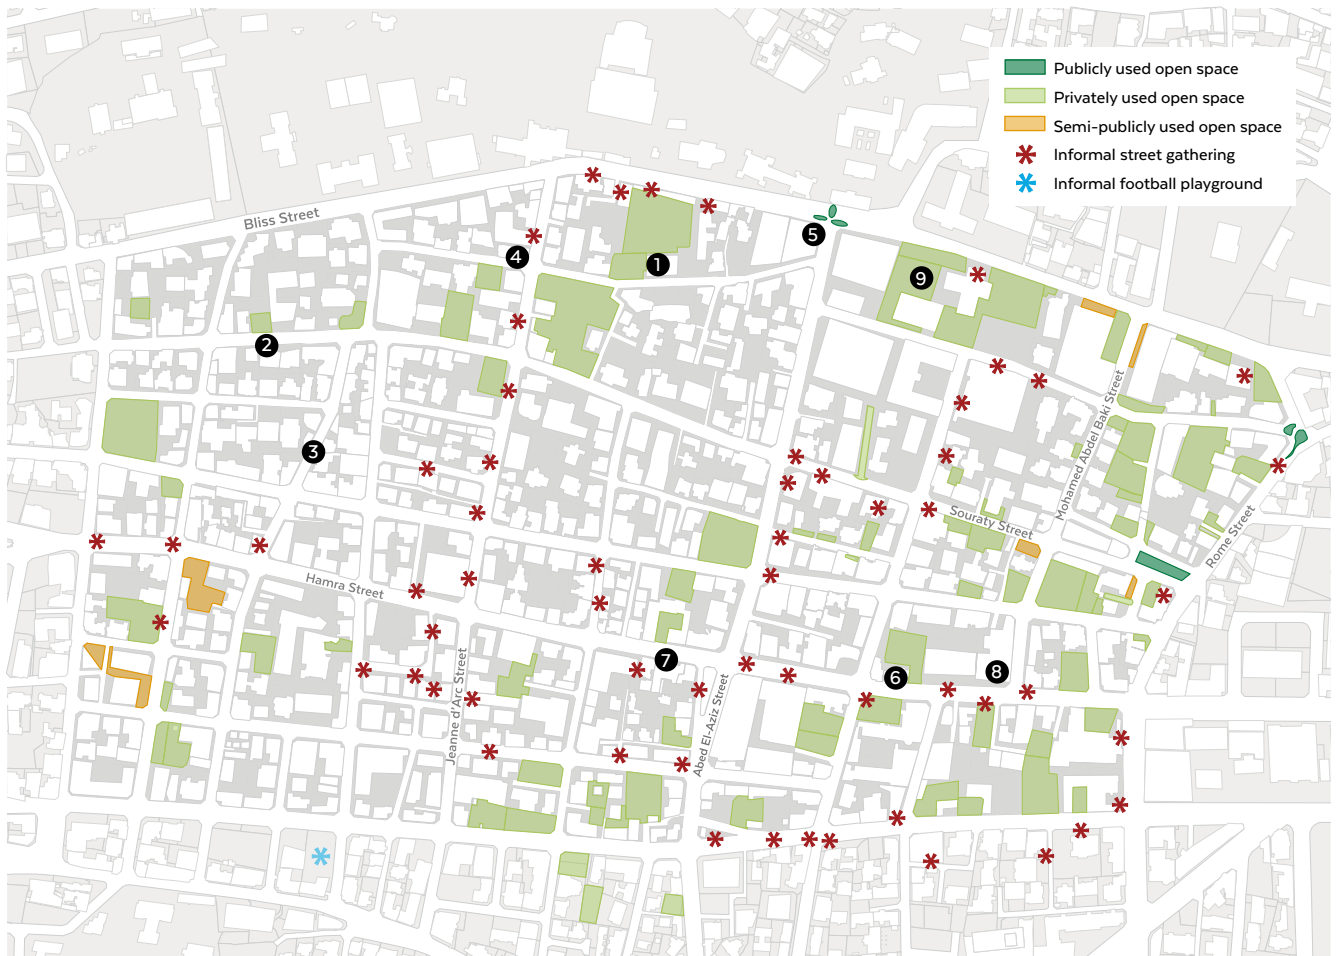 Publicly used open space
Privately used open space
Semi-publicly used open space
Informal street gathering
Informal football playground
Bliss Street
5
4
1
9
2
Mohamed Abdel Baki Street
3
Souraty Street
Rome Street
Hamra Street
7
8
6
Jeanne d'Arc Street
Abed El-Aziz Street